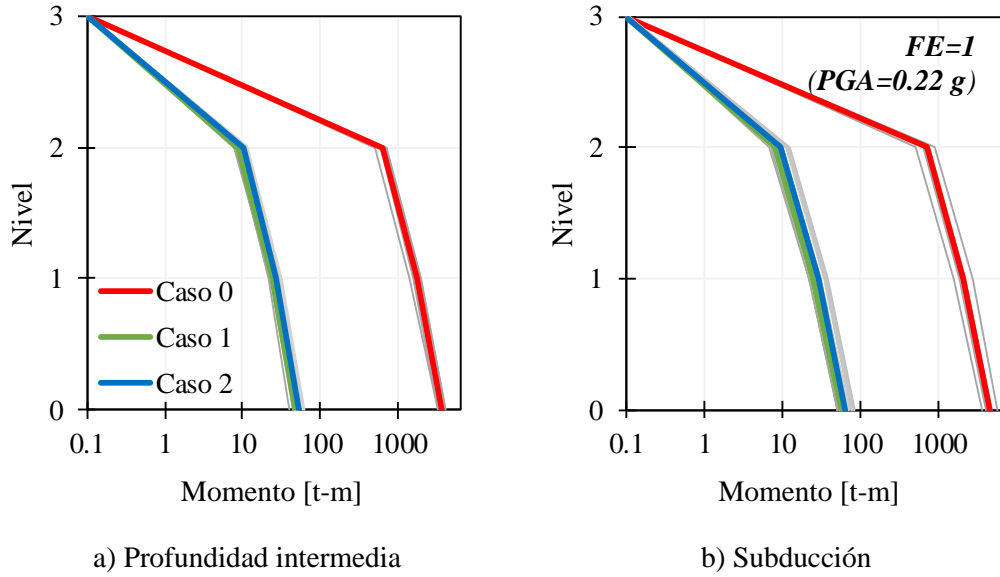 3
2
1
0
0.1 1 10 100 1000
Nivel
Momento [t-m]
Caso 0
Caso 1
Caso 2
a) Profundidad intermedia
3
2
1
0
0.1 1 10 100 1000
Nivel
Momento [t-m]
FE=1
(PGA=0.22 g)
b) Subducción